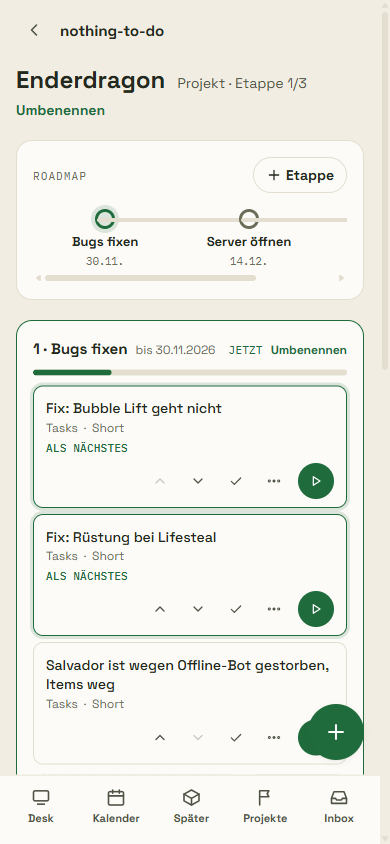 nothing-to-do
Enderdragon Projekt · Etappe 1/3
Umbenennen
ROADMAP + Etappe
Bugs fixen Server öffnen
30.11. 14.12.
1 · Bugs fixen bis 30.11.2026 JETZT Umbenennen
Fix: Bubble Lift geht nicht
Tasks · Short
ALS NÄCHSTES
Fix: Rüstung bei Lifesteal
Tasks · Short
ALS NÄCHSTES
Salvador ist wegen Offline-Bot gestorben,
Items weg
Tasks · Short
Desk Kalender Später Projekte Inbox